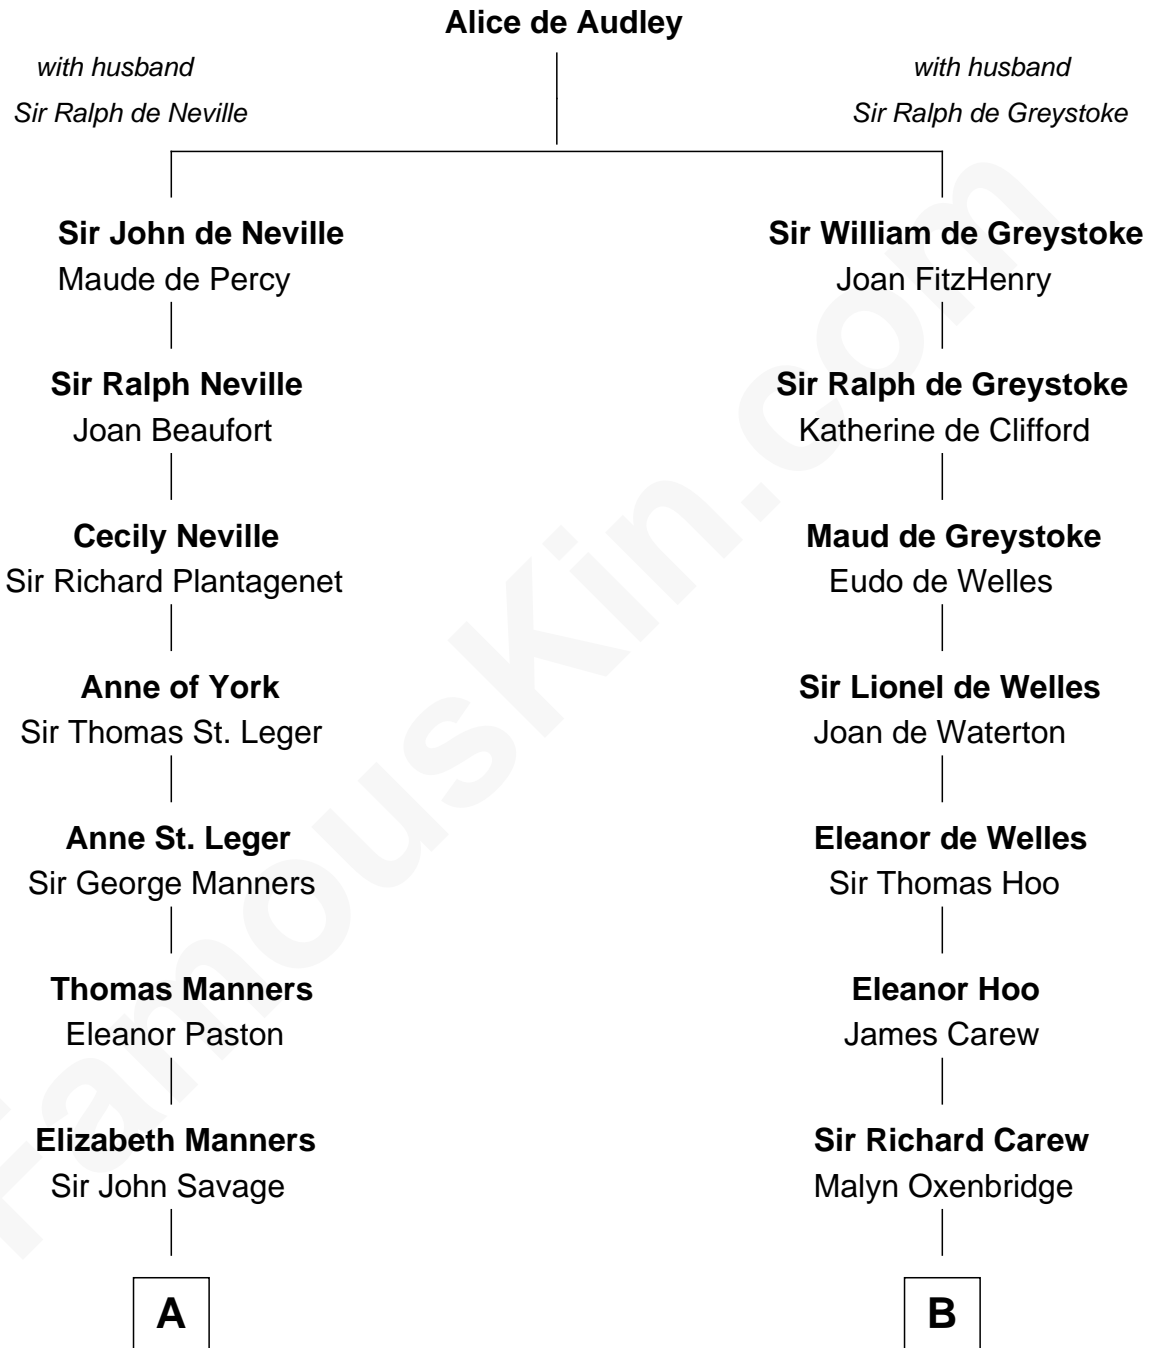 Alice de Audley
with husband
Sir Ralph de Neville
with husband
Sir Ralph de Greystoke
Sir John de Neville
Maude de Percy
Sir William de Greystoke
Joan FitzHenry
Sir Ralph Neville
Joan Beaufort
Sir Ralph de Greystoke
Katherine de Clifford
Cecily Neville
Sir Richard Plantagenet
Maud de Greystoke
Eudo de Welles
Anne of York
Sir Thomas St. Leger
Sir Lionel de Welles
Joan de Waterton
Anne St. Leger
Sir George Manners
Eleanor de Welles
Sir Thomas Hoo
Thomas Manners
Eleanor Paston
Eleanor Hoo
James Carew
Elizabeth Manners
Sir John Savage
Sir Richard Carew
Malyn Oxenbridge
A
B
FamousKin.com